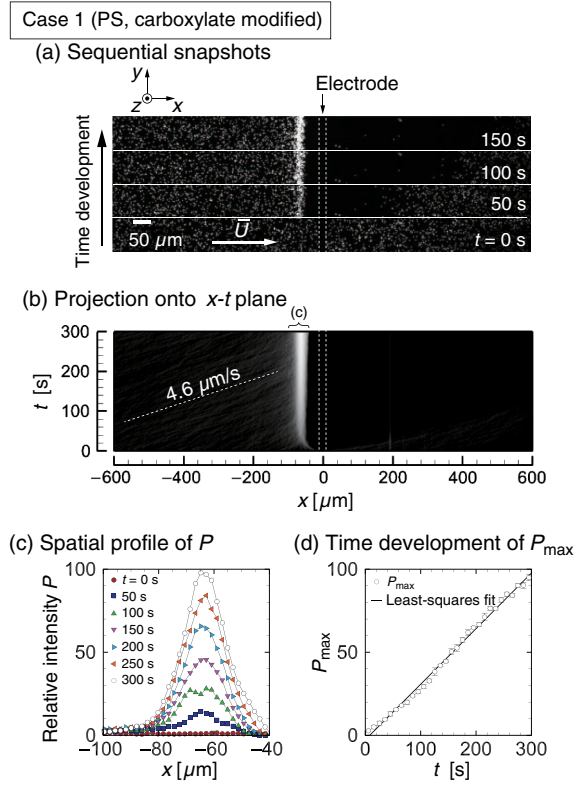 Case 1 (PS, carboxylate modified)
(a) Sequential snapshots
y
z x
Electrode
Time development
150 s
100 s
50 s
t = 0 s
50 μm
U̅
(b) Projection onto x-t plane
(c)
300
200
100
0
t [s]
4.6 μm/s
−600 −400 −200 0 200 400 600
x [μm]
(c) Spatial profile of P
Relative intensity P
100
50
0
t = 0 s
50 s
100 s
150 s
200 s
250 s
300 s
−100 −80 −60 −40
x [μm]
(d) Time development of Pmax
Pmax
100
50
0
Pmax
Least-squares fit
0 100 200 300
t [s]